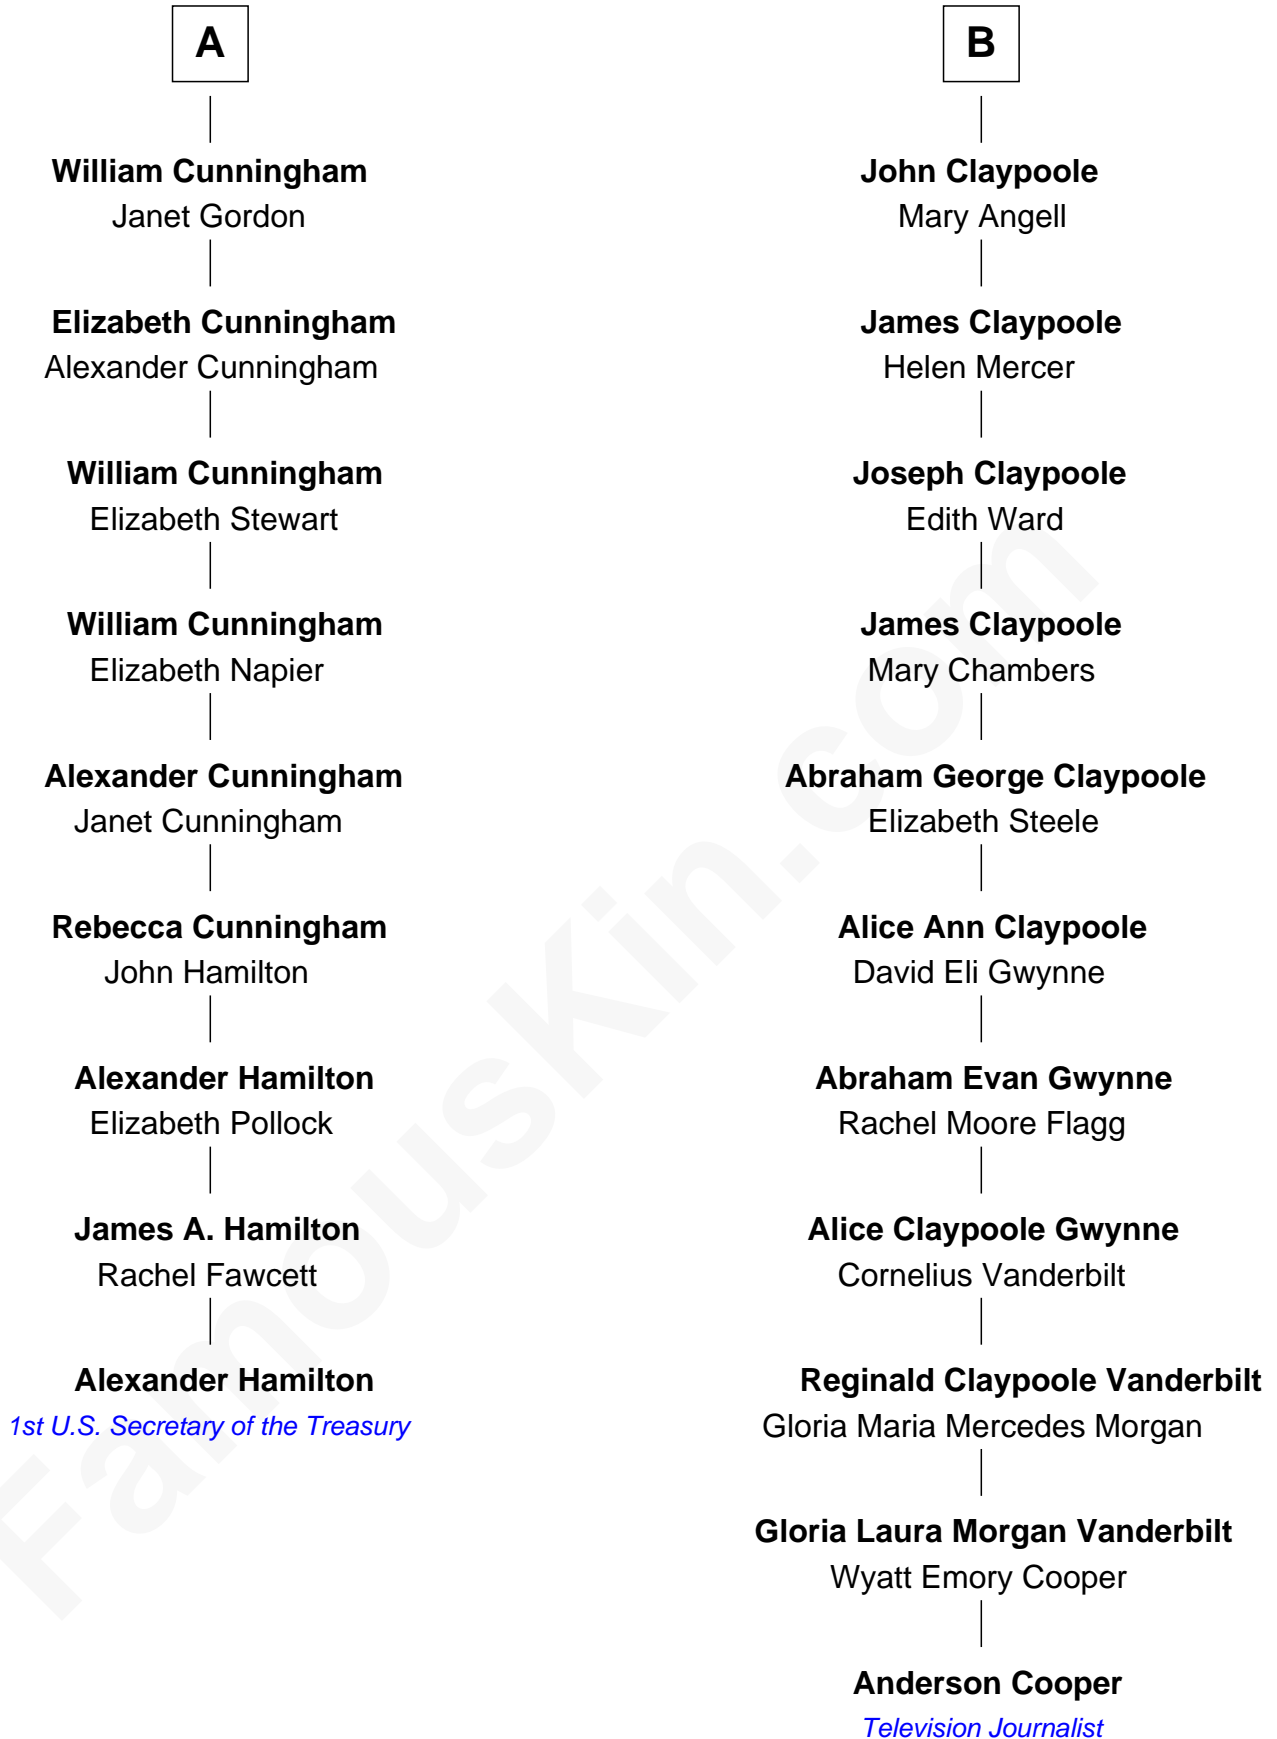 A
William Cunningham
Janet Gordon
Elizabeth Cunningham
Alexander Cunningham
William Cunningham
Elizabeth Stewart
William Cunningham
Elizabeth Napier
Alexander Cunningham
Janet Cunningham
Rebecca Cunningham
John Hamilton
Alexander Hamilton
Elizabeth Pollock
James A. Hamilton
Rachel Fawcett
Alexander Hamilton
1st U.S. Secretary of the Treasury
B
John Claypoole
Mary Angell
James Claypoole
Helen Mercer
Joseph Claypoole
Edith Ward
James Claypoole
Mary Chambers
Abraham George Claypoole
Elizabeth Steele
Alice Ann Claypoole
David Eli Gwynne
Abraham Evan Gwynne
Rachel Moore Flagg
Alice Claypoole Gwynne
Cornelius Vanderbilt
Reginald Claypoole Vanderbilt
Gloria Maria Mercedes Morgan
Gloria Laura Morgan Vanderbilt
Wyatt Emory Cooper
Anderson Cooper
Television Journalist
FamousKin.com